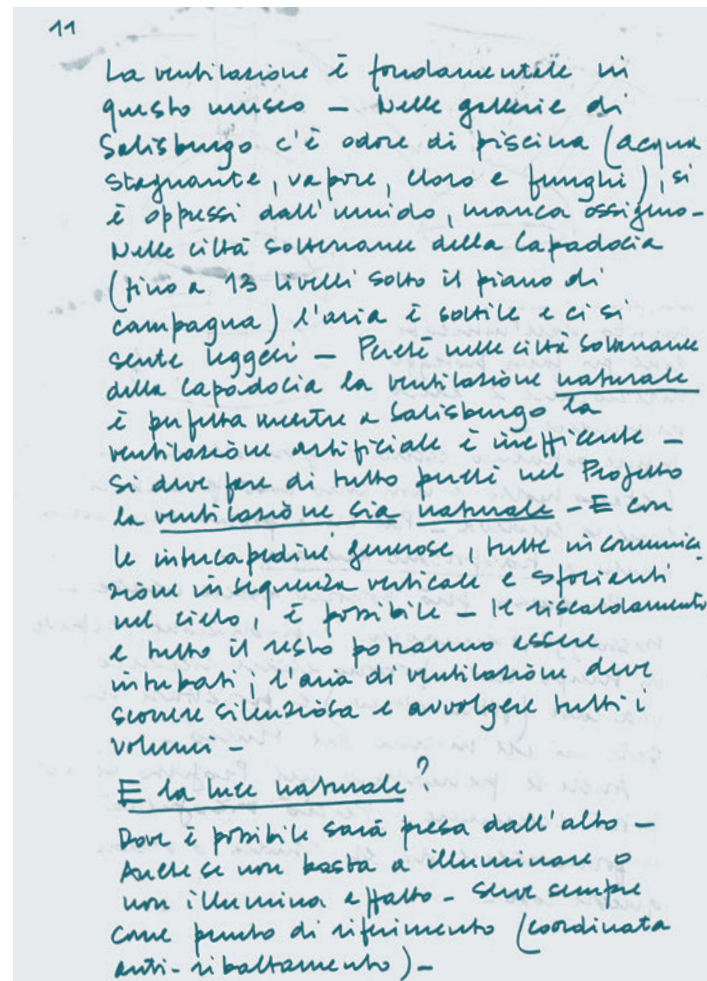 11
La ventilazione è fondamentale in
questo museo – Nelle gallerie di
Salisburgo c'è odore di piscina (acqua
stagnante, vapore, cloro e funghi), si
è oppressi dall'umido, manca ossigeno –
Nelle città sotterranee della Capadocia
(fino a 13 livelli sotto il piano di
campagna) l'aria è sottile e ci si
sente leggeri – Perché nelle città sotterranee
della Capadocia la ventilazione naturale
è perfetta mentre a Salisburgo la
ventilazione artificiale è inefficente –
Si deve fare di tutto perché nel Progetto
la ventilazione sia naturale – E con
le intercapedini generose, tutte in comunica
zione in sequenza verticale e sfocianti
nel cielo, è possibile – Il riscaldamento
e tutto il resto potranno essere
intubati; l'aria di ventilazione deve
scorrere silenziosa e avvolgere tutti i
volumi –
E la luce naturale?
Dove è possibile sarà presa dall'alto –
Anche se non basta a illuminare o
non illumina affatto – serve sempre
come punto di riferimento (coordinata
anti-ribaltamento) –